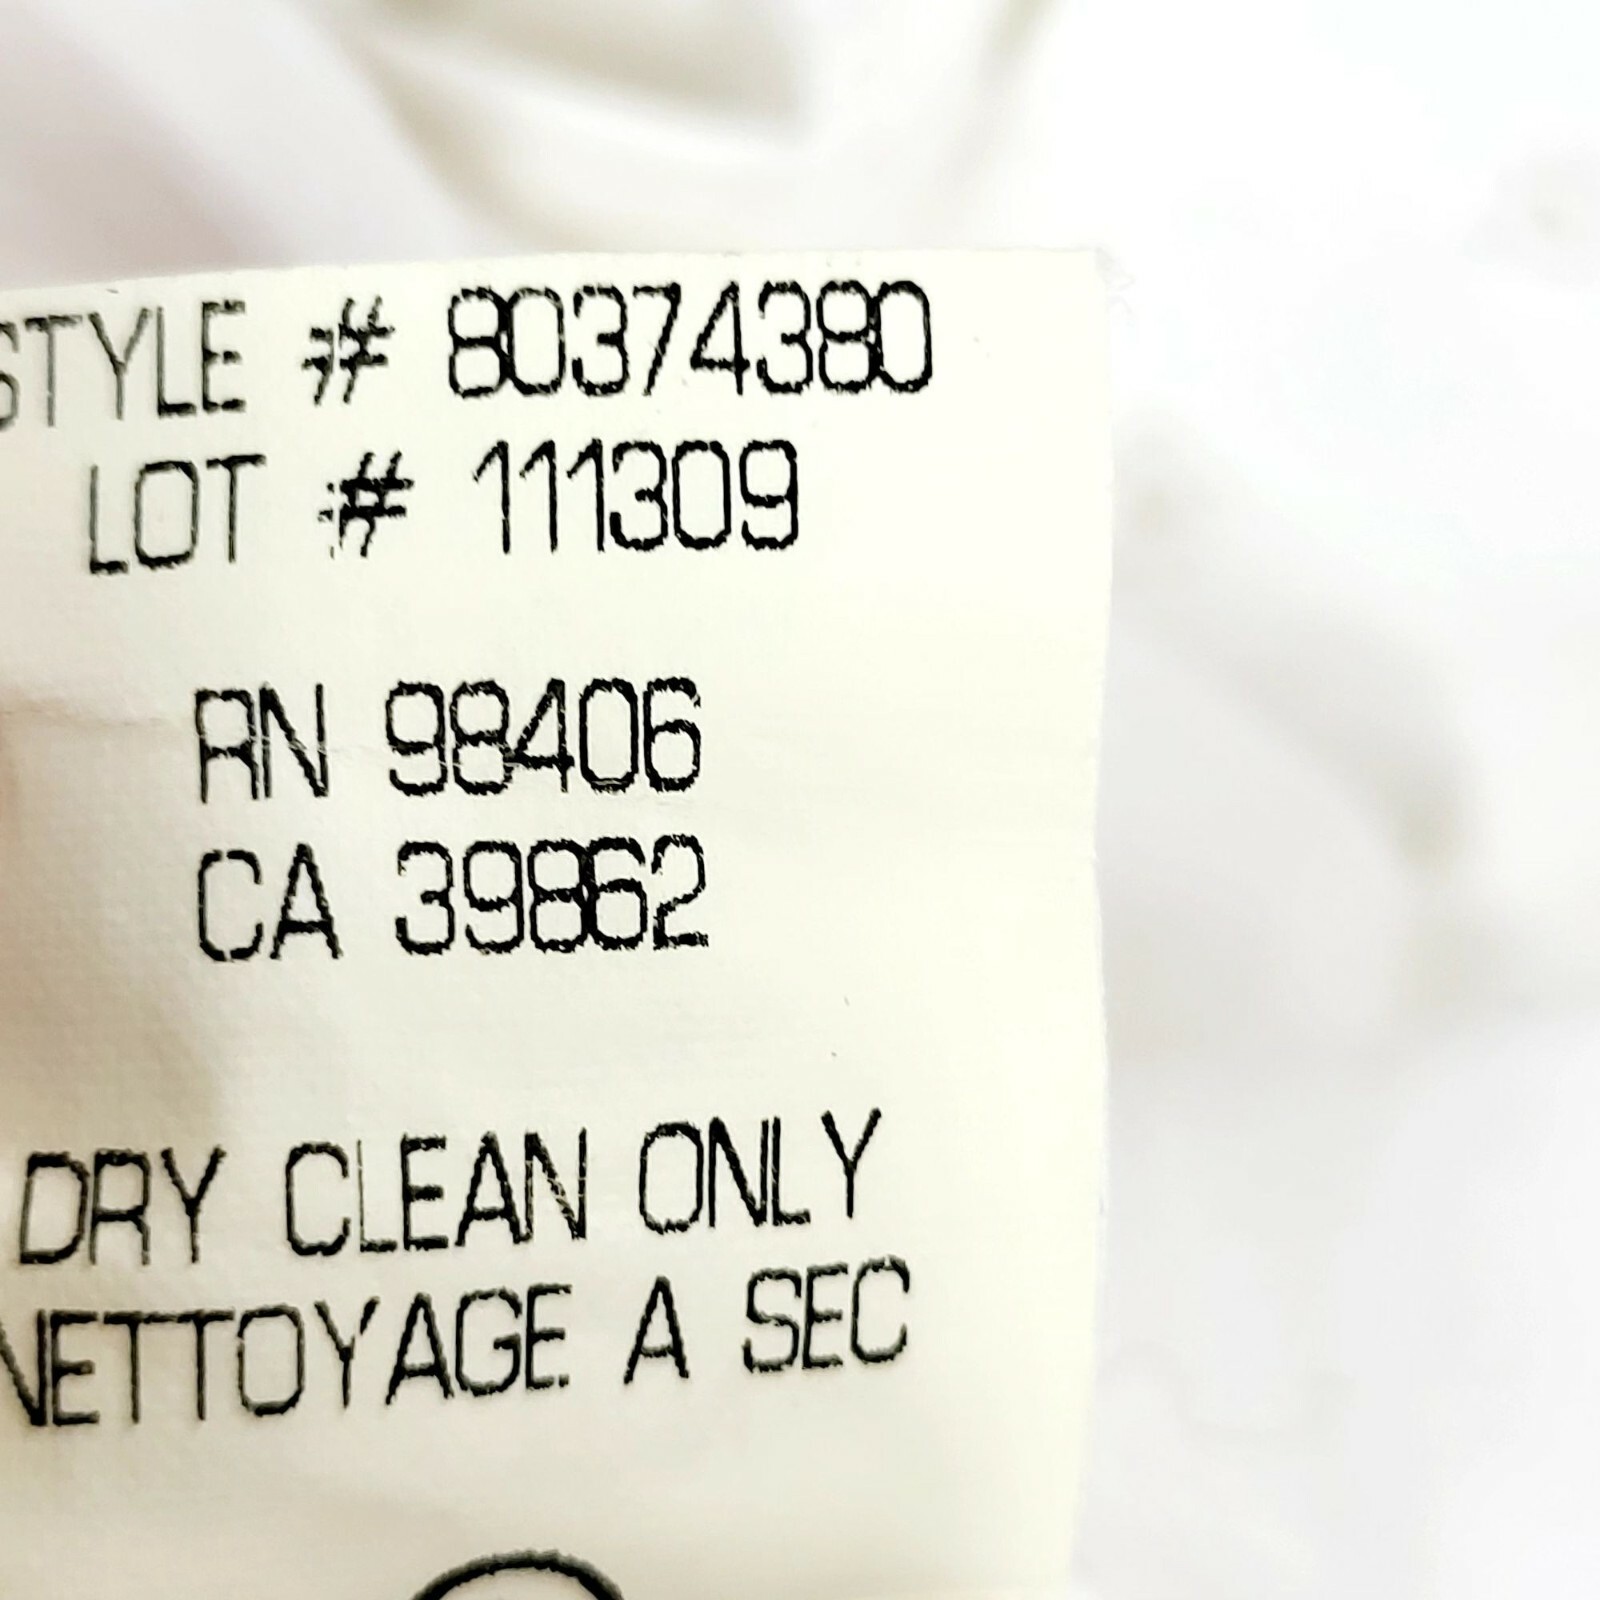 STYLE # 80374380
LOT # 111309
RN 98406
CA 39862
DRY CLEAN ONLY
NETTOYAGE A SEC